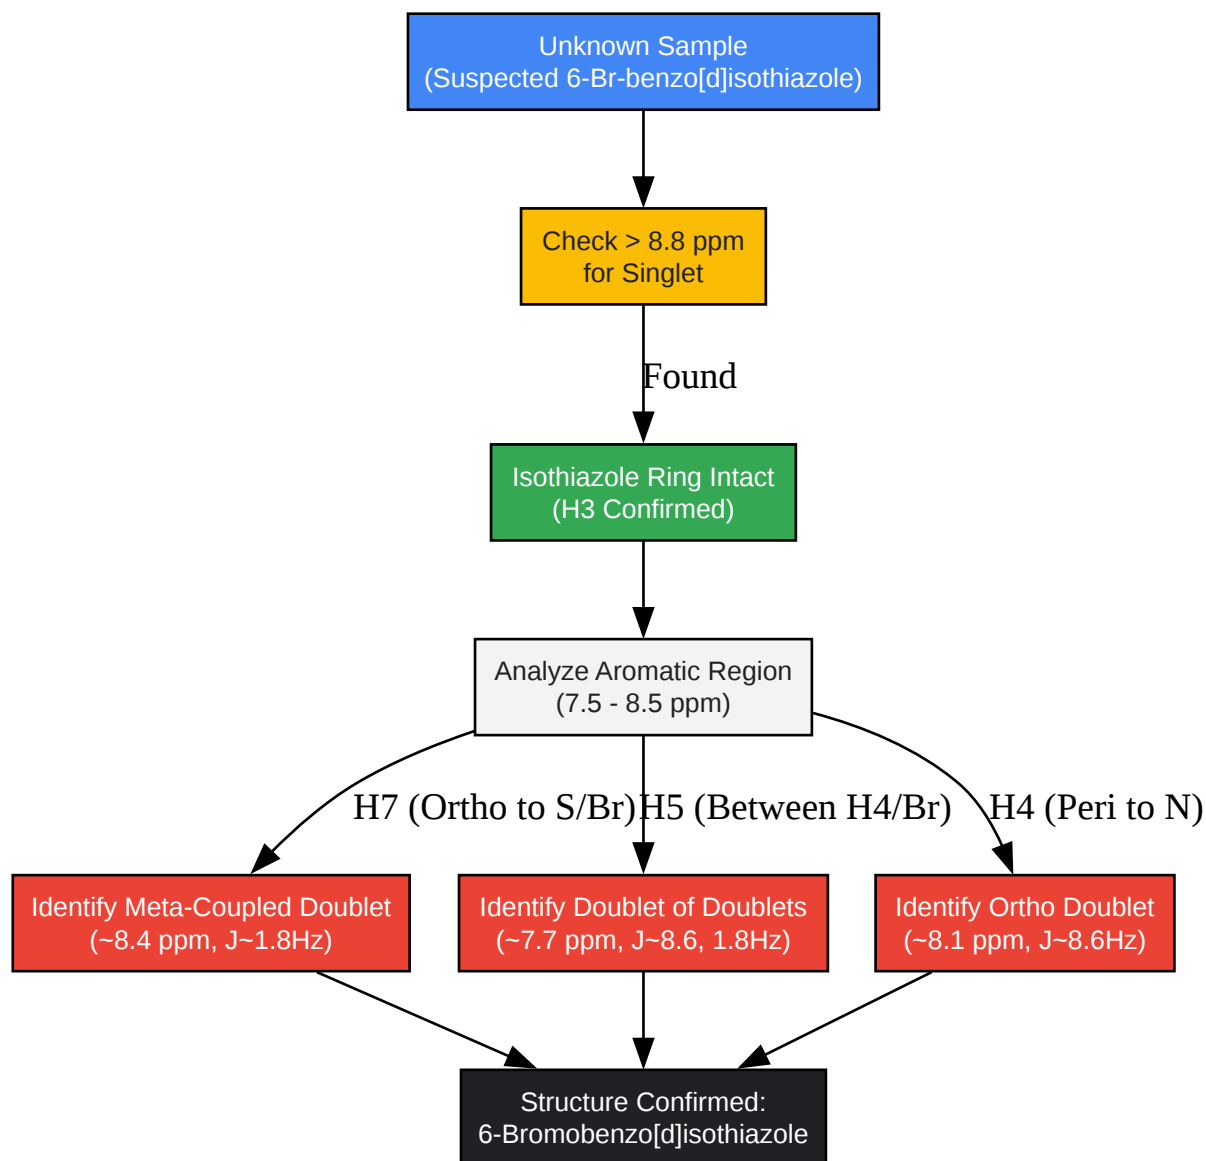 Unknown Sample
(Suspected 6-Br-benzo[d]isothiazole)
Check > 8.8 ppm
for Singlet
Found
Isothiazole Ring Intact
(H3 Confirmed)
Analyze Aromatic Region
(7.5 - 8.5 ppm)
H7 (Ortho to S/Br)
H5 (Between H4/Br)
H4 (Peri to N)
Identify Meta-Coupled Doublet
(~8.4 ppm, J~1.8Hz)
Identify Doublet of Doublets
(~7.7 ppm, J~8.6, 1.8Hz)
Identify Ortho Doublet
(~8.1 ppm, J~8.6Hz)
Structure Confirmed:
6-Bromobenzo[d]isothiazole